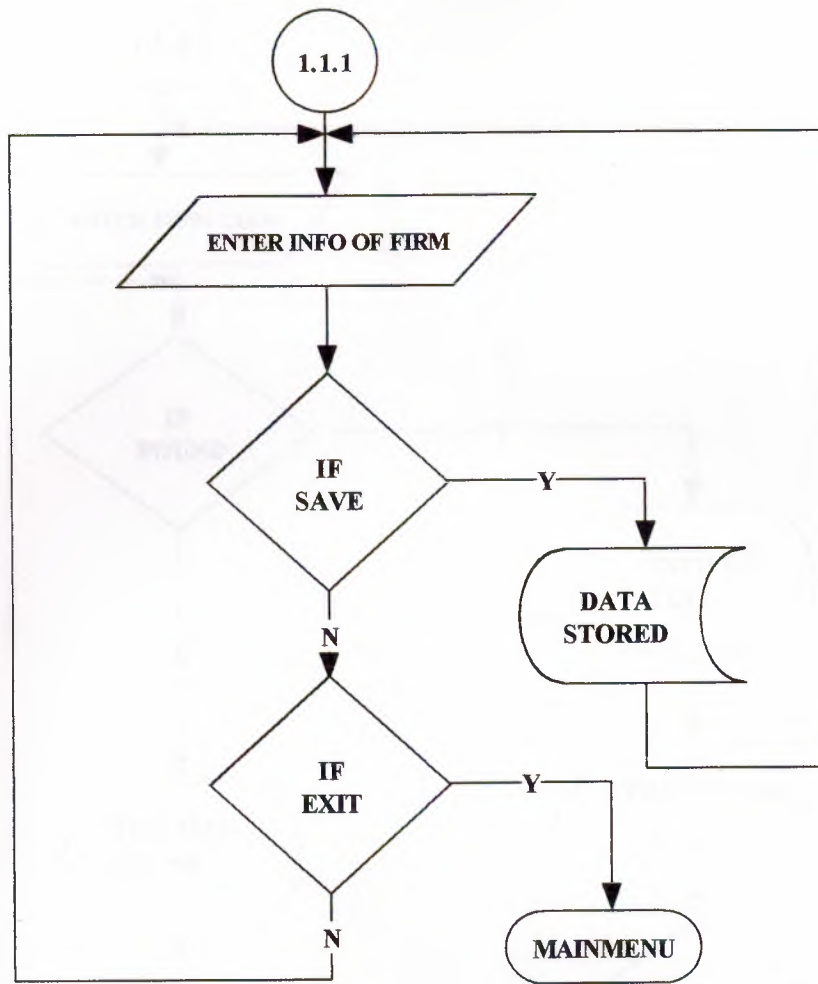 1.1.1
ENTER INFO OF FIRM
IF
SAVE
Y
DATA
STORED
N
IF
EXIT
Y
N
MAINMENU